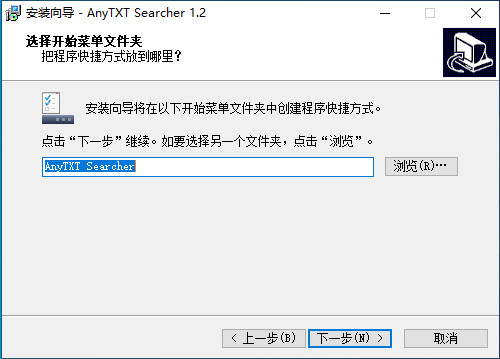 安装向导 - AnyTXT Searcher 1.2
选择开始菜单文件夹
把程序快捷方式放到哪里？
安装向导将在以下开始菜单文件夹中创建程序快捷方式。
点击“下一步”继续。如要选择另一个文件夹，点击“浏览”。
AnyTXT Searcher
浏览(R)…
< 上一步(B)
下一步(N) >
取消